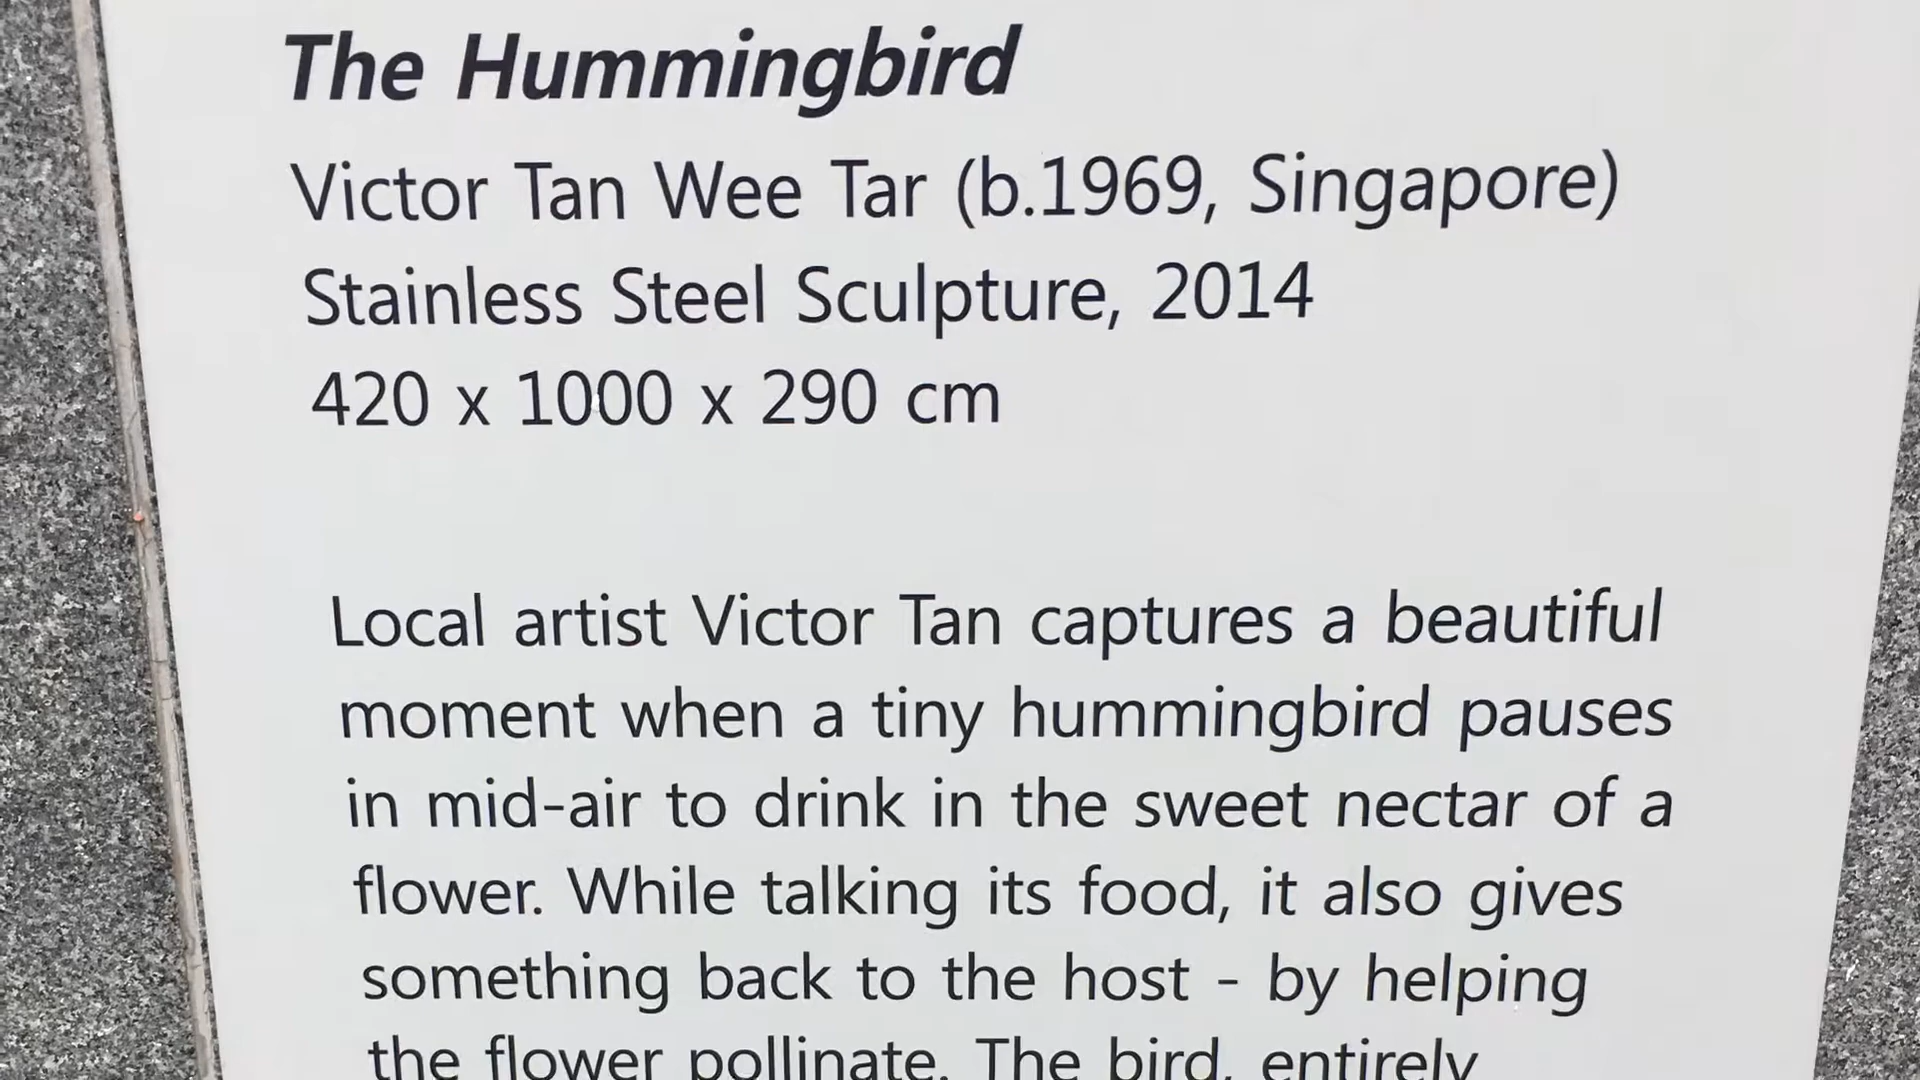 The Hummingbird
Victor Tan Wee Tar (b.1969, Singapore)
Stainless Steel Sculpture, 2014
420 x 1000 x 290 cm
Local artist Victor Tan captures a beautiful
moment when a tiny hummingbird pauses
in mid-air to drink in the sweet nectar of a
flower. While talking its food, it also gives
something back to the host - by helping
the flower pollinate. The bird, entirely